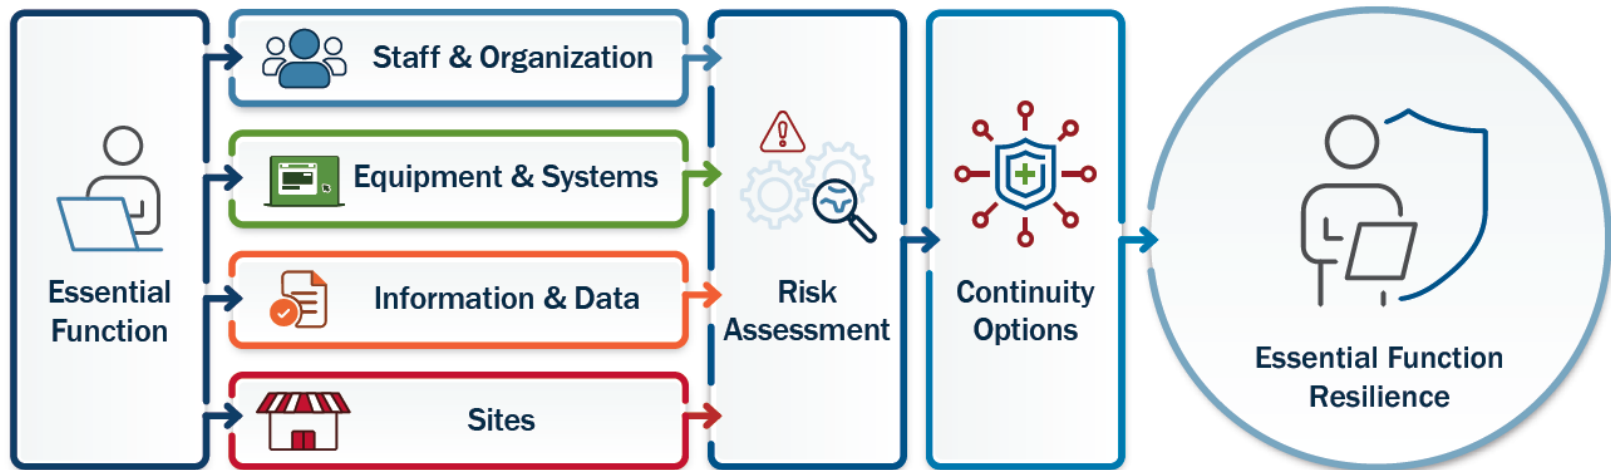 Essential
Function
Staff & Organization
Equipment & Systems
Information & Data
Sites
Risk
Assessment
Continuity
Options
Essential Function
Resilience